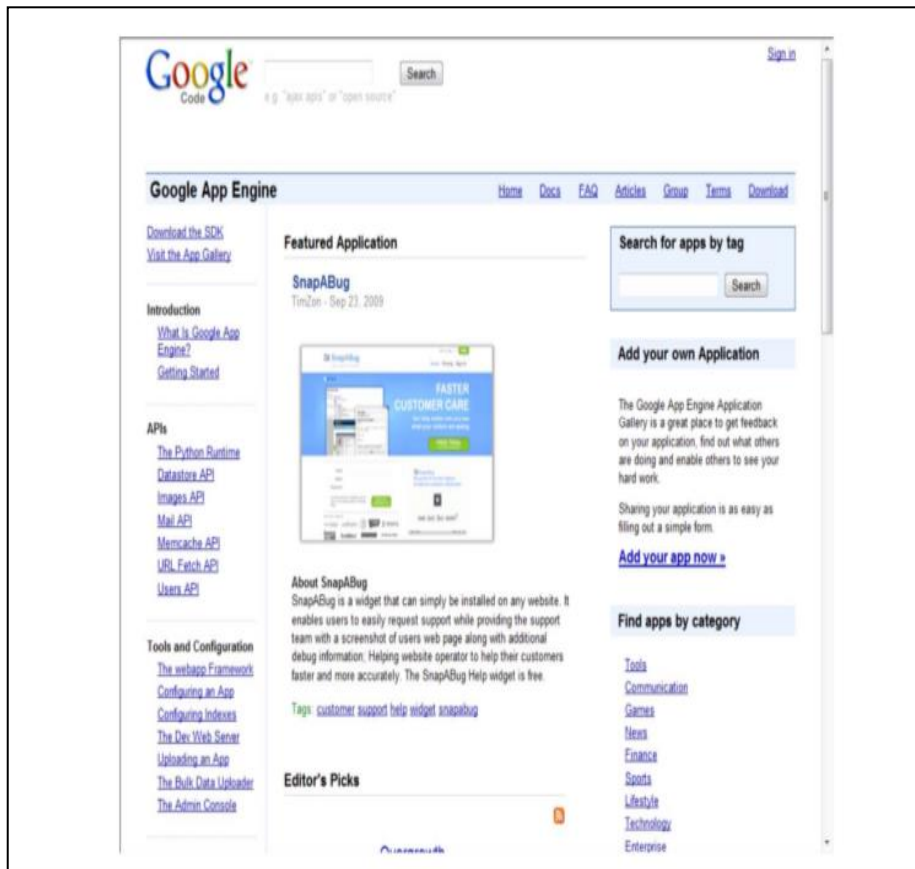 Google
Code
Search
e.g. "ajax apis" or "open source"
Sign in
Google App Engine
Home Docs FAQ Articles Group Terms Download
Download the SDK
Visit the App Gallery
Introduction
What Is Google App
Engine?
Getting Started
APIs
The Python Runtime
Datastore API
Images API
Mail API
Memcache API
URL Fetch API
Users API
Tools and Configuration
The webapp Framework
Configuring an App
Configuring Indexes
The Dev Web Server
Uploading an App
The Bulk Data Uploader
The Admin Console
Featured Application
SnapABug
TimZon - Sep 23, 2009
SnapABug
FASTER
CUSTOMER CARE
About SnapABug
SnapABug is a widget that can simply be installed on any website. It
enables users to easily request support while providing the support
team with a screenshot of users web page along with additional
debug information; Helping website operator to help their customers
faster and more accurately. The SnapABug Help widget is free.
Tags: customer support help widget snapabug
Editor's Picks
Search for apps by tag
Search
Add your own Application
The Google App Engine Application
Gallery is a great place to get feedback
on your application, find out what others
are doing and enable others to see your
hard work.
Sharing your application is as easy as
filling out a simple form.
Add your app now »
Find apps by category
Tools
Communication
Games
News
Finance
Sports
Lifestyle
Technology
Enterprise